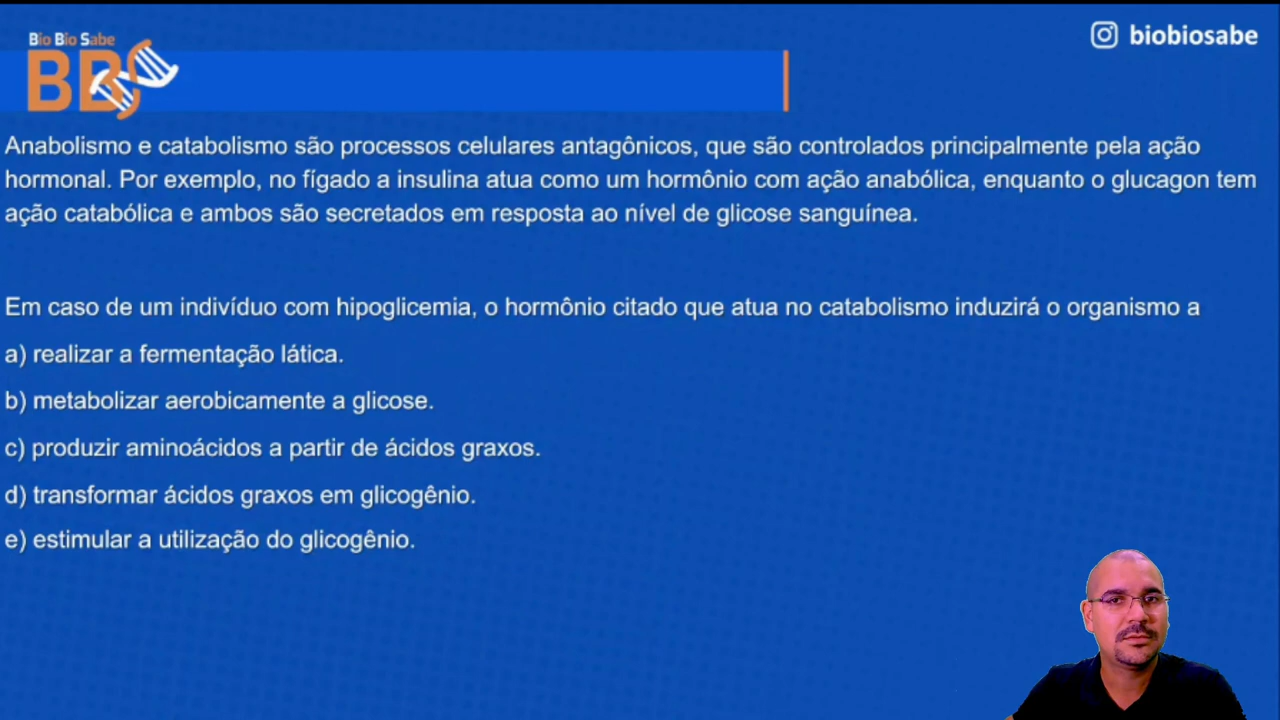 Bio Bio Sabe
BBS
biobiosabe
Anabolismo e catabolismo são processos celulares antagônicos, que são controlados principalmente pela ação
hormonal. Por exemplo, no fígado a insulina atua como um hormônio com ação anabólica, enquanto o glucagon tem
ação catabólica e ambos são secretados em resposta ao nível de glicose sanguínea.
Em caso de um indivíduo com hipoglicemia, o hormônio citado que atua no catabolismo induzirá o organismo a
a) realizar a fermentação lática.
b) metabolizar aerobicamente a glicose.
c) produzir aminoácidos a partir de ácidos graxos.
d) transformar ácidos graxos em glicogênio.
e) estimular a utilização do glicogênio.